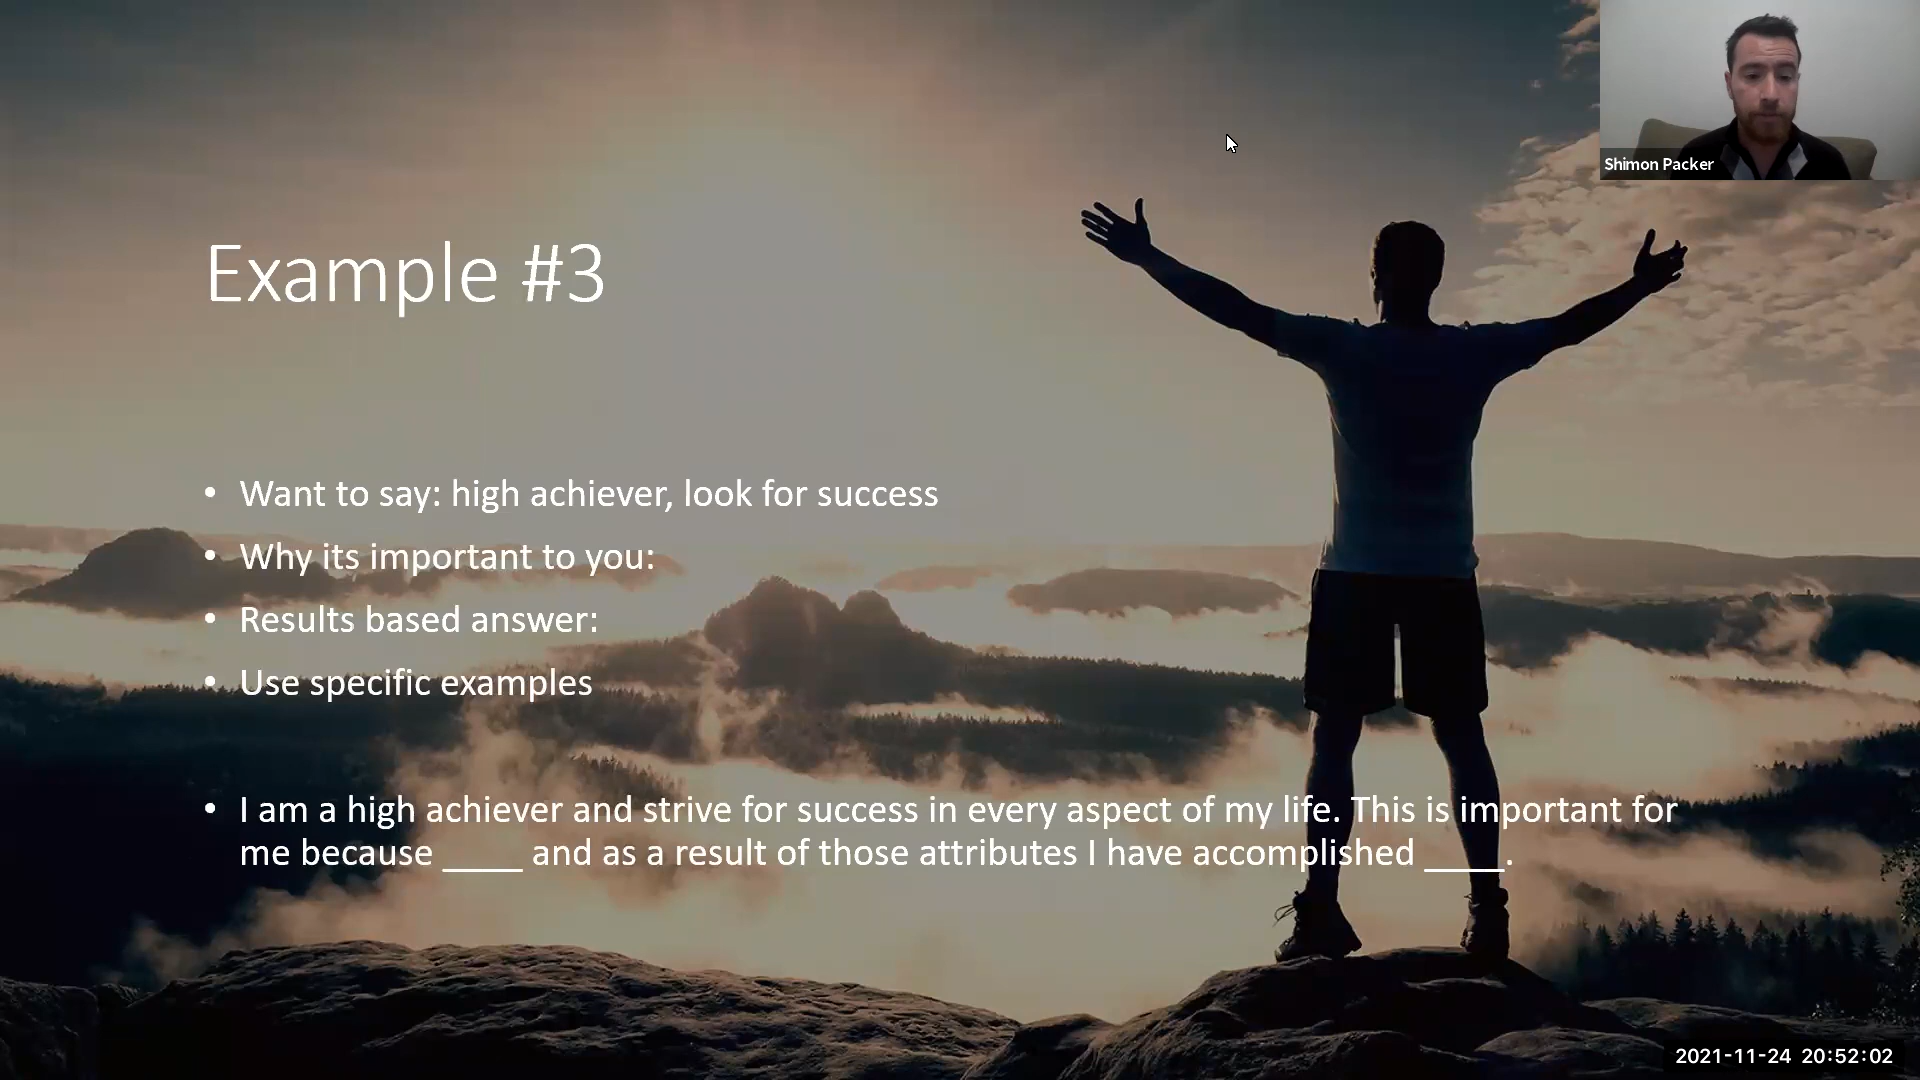 Shimon Packer
Example #3
• Want to say: high achiever, look for success
• Why its important to you:
• Results based answer:
• Use specific examples
• I am a high achiever and strive for success in every aspect of my life. This is important for
me because ____ and as a result of those attributes I have accomplished ____.
2021-11-24 20:52:02